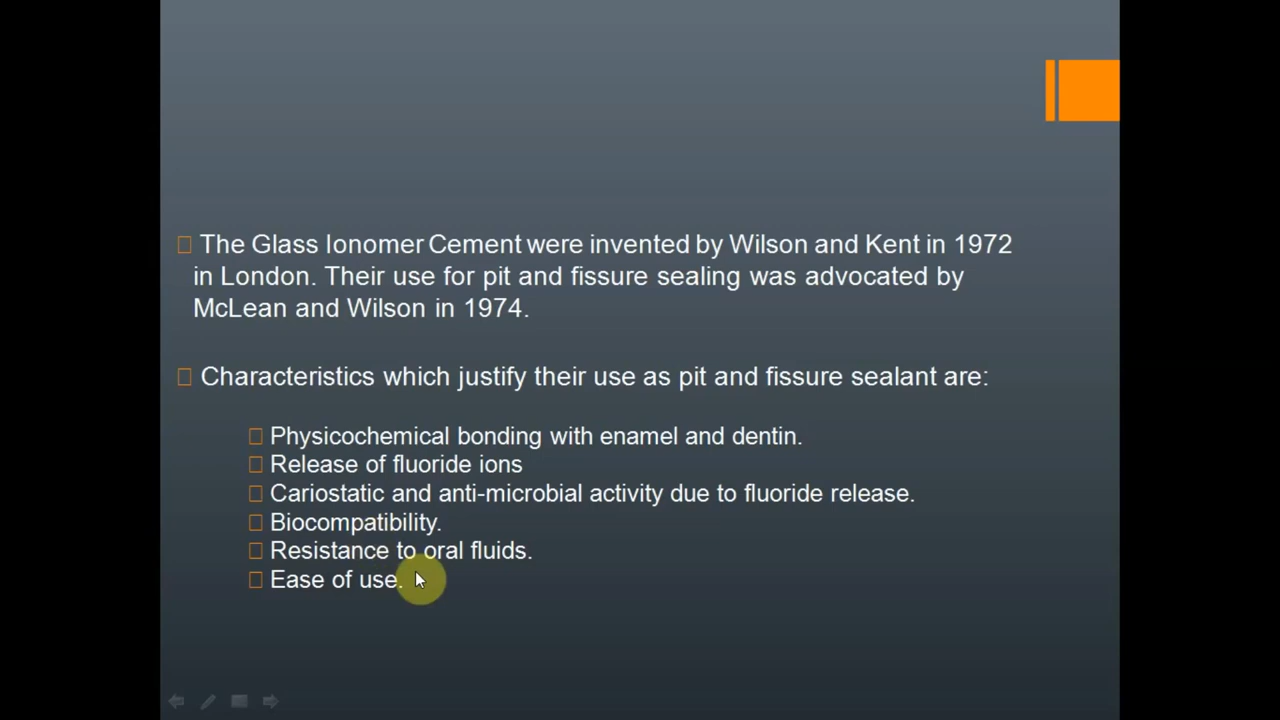 The Glass Ionomer Cement were invented by Wilson and Kent in 1972
in London. Their use for pit and fissure sealing was advocated by
McLean and Wilson in 1974.
Characteristics which justify their use as pit and fissure sealant are:
Physicochemical bonding with enamel and dentin.
Release of fluoride ions
Cariostatic and anti-microbial activity due to fluoride release.
Biocompatibility.
Resistance to oral fluids.
Ease of use.